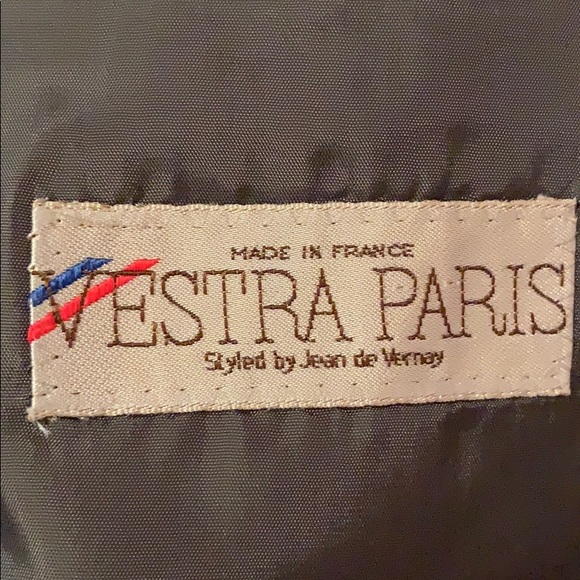 MADE IN FRANCE
VESTRA PARIS
Styled by Jean de Vernay